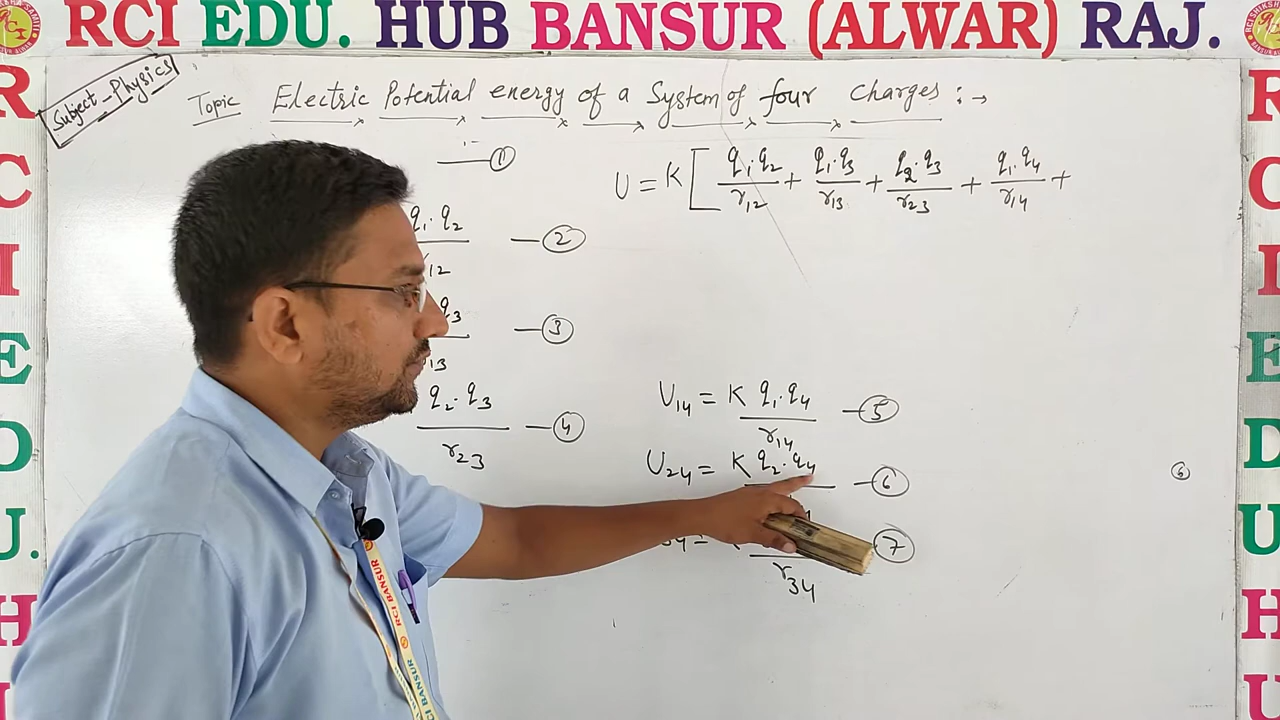 RCI EDU. HUB BANSUR (ALWAR) RAJ.
Subject - Physics
Topic Electric Potential energy of a System of four charges :→
— ①
q₁·q₂ — ②
12
q₃ — ③
13
q₂·q₃ — ④
r₂₃
U = K [ q₁·q₂/r₁₂ + q₁·q₃/r₁₃ + q₂·q₃/r₂₃ + q₁·q₄/r₁₄ +
U₁₄ = K q₁·q₄/r₁₄ — ⑤
U₂₄ = K q₂·q₄ — ⑥
34 = — ⑦
r₃₄
⑥
R
C
I
E
D
U.
H
R
C
I
E
D
U
H
RCI BANSUR